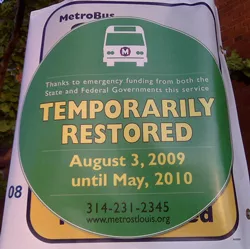 MetroBus
M
Thanks to emergency funding from both the
State and Federal Governments this service
TEMPORARILY
RESTORED
August 3, 2009
until May, 2010
08
314-231-2345
www.metrostlouis.org